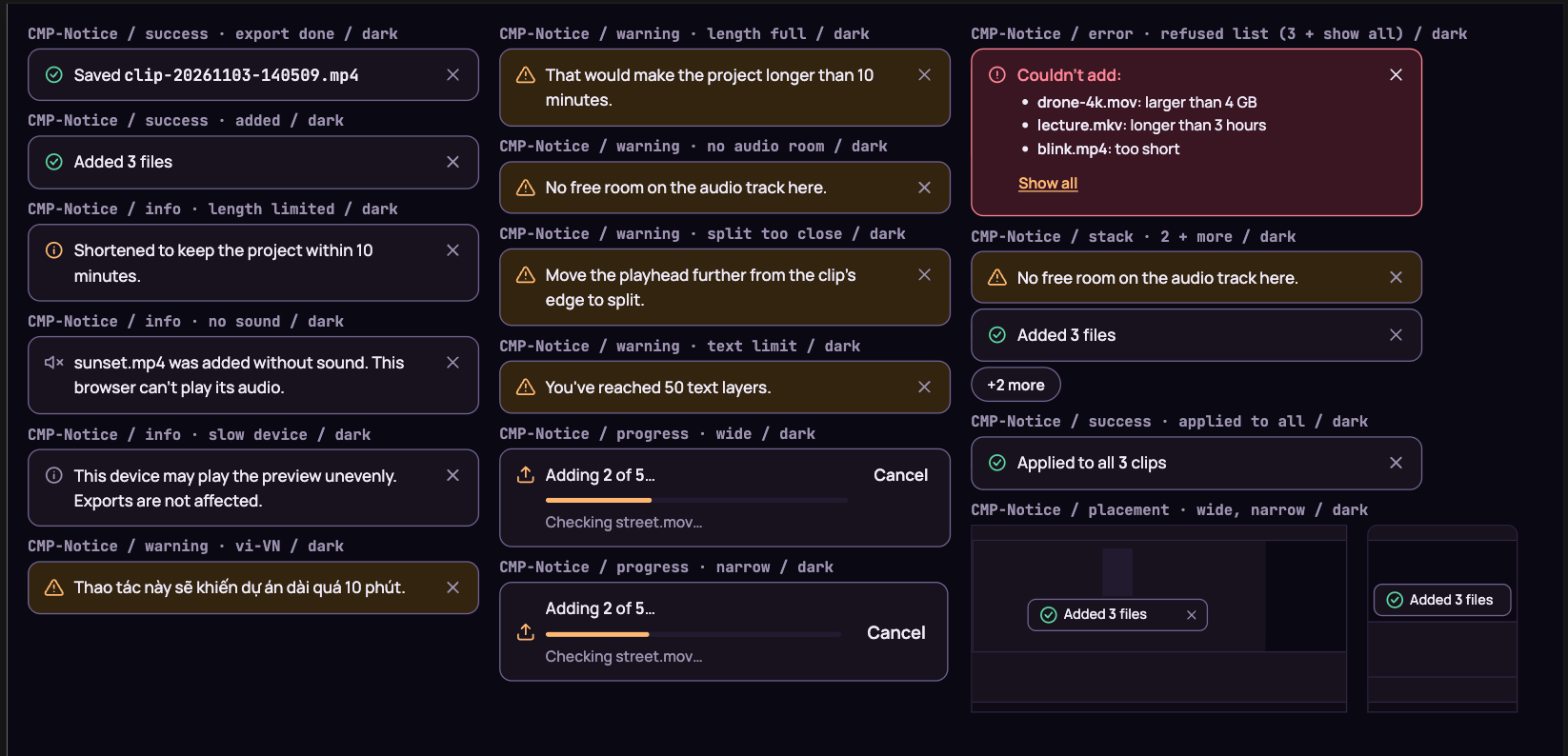 CMP-Notice / success · export done / dark
Saved clip-20261103-140509.mp4
CMP-Notice / success · added / dark
Added 3 files
CMP-Notice / info · length limited / dark
Shortened to keep the project within 10
minutes.
CMP-Notice / info · no sound / dark
sunset.mp4 was added without sound. This
browser can't play its audio.
CMP-Notice / info · slow device / dark
This device may play the preview unevenly.
Exports are not affected.
CMP-Notice / warning · vi-VN / dark
Thao tác này sẽ khiến dự án dài quá 10 phút.
CMP-Notice / warning · length full / dark
That would make the project longer than 10
minutes.
CMP-Notice / warning · no audio room / dark
No free room on the audio track here.
CMP-Notice / warning · split too close / dark
Move the playhead further from the clip's
edge to split.
CMP-Notice / warning · text limit / dark
You've reached 50 text layers.
CMP-Notice / progress · wide / dark
Adding 2 of 5… Cancel
Checking street.mov…
CMP-Notice / progress · narrow / dark
Adding 2 of 5…
Cancel
Checking street.mov…
CMP-Notice / error · refused list (3 + show all) / dark
Couldn't add:
• drone-4k.mov: larger than 4 GB
• lecture.mkv: longer than 3 hours
• blink.mp4: too short
Show all
CMP-Notice / stack · 2 + more / dark
No free room on the audio track here.
Added 3 files
+2 more
CMP-Notice / success · applied to all / dark
Applied to all 3 clips
CMP-Notice / placement · wide, narrow / dark
Added 3 files
Added 3 files